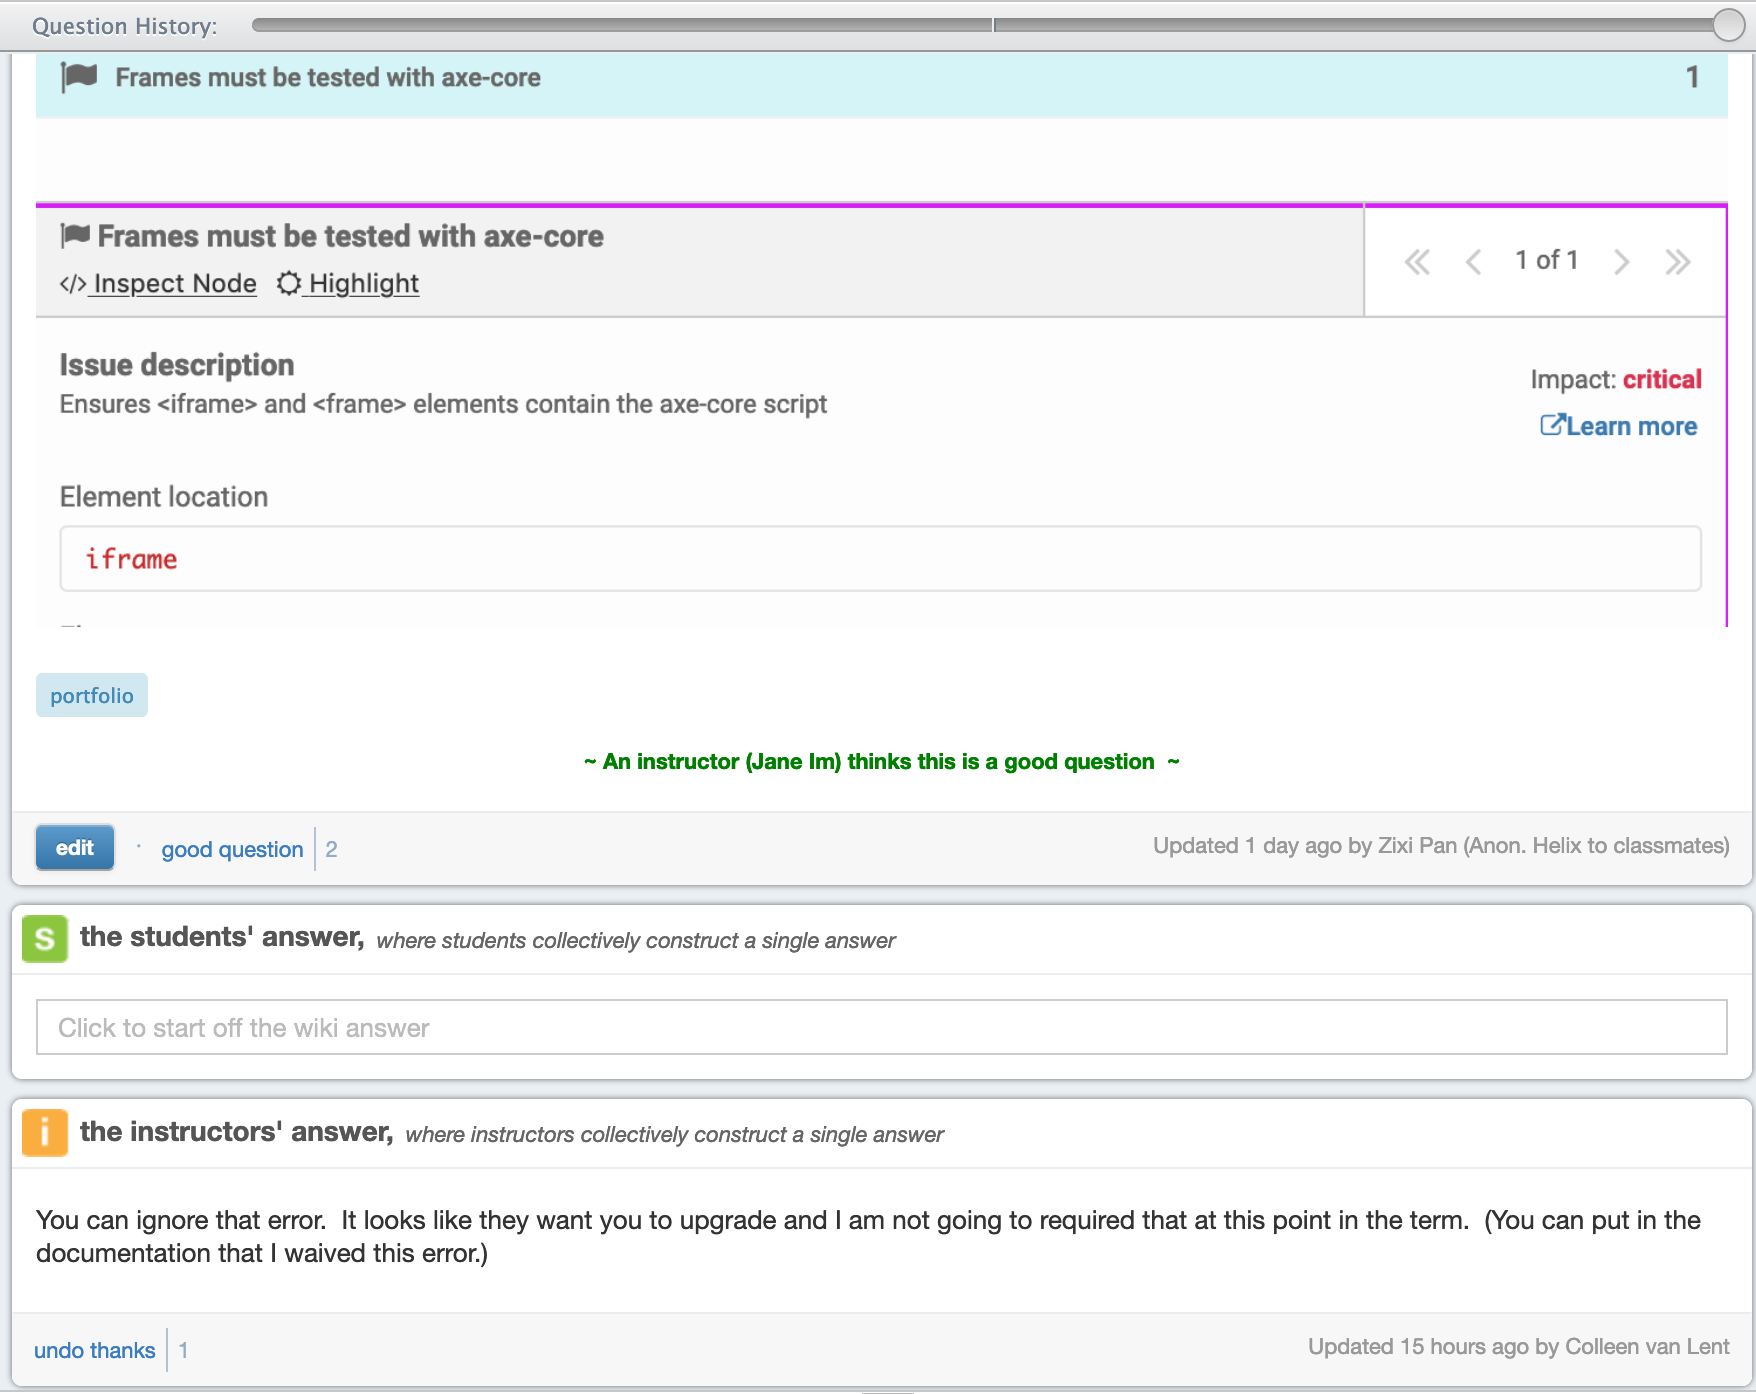 Question History:
Frames must be tested with axe-core 1
Frames must be tested with axe-core
</> Inspect Node Highlight
1 of 1
Issue description
Ensures <iframe> and <frame> elements contain the axe-core script
Impact: critical
Learn more
Element location
iframe
portfolio
~ An instructor (Jane Im) thinks this is a good question ~
edit · good question 2
Updated 1 day ago by Zixi Pan (Anon. Helix to classmates)
S the students' answer, where students collectively construct a single answer
Click to start off the wiki answer
i the instructors' answer, where instructors collectively construct a single answer
You can ignore that error. It looks like they want you to upgrade and I am not going to required that at this point in the term. (You can put in the
documentation that I waived this error.)
undo thanks 1
Updated 15 hours ago by Colleen van Lent